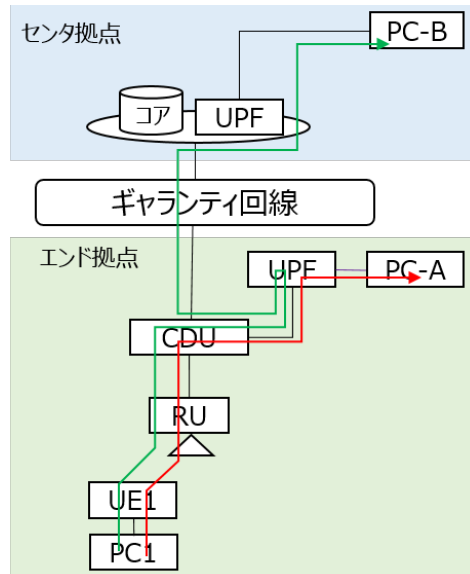 センタ拠点
PC-B
コア
UPF
ギャランティ回線
エンド拠点
UPF
PC-A
CDU
RU
UE1
PC1